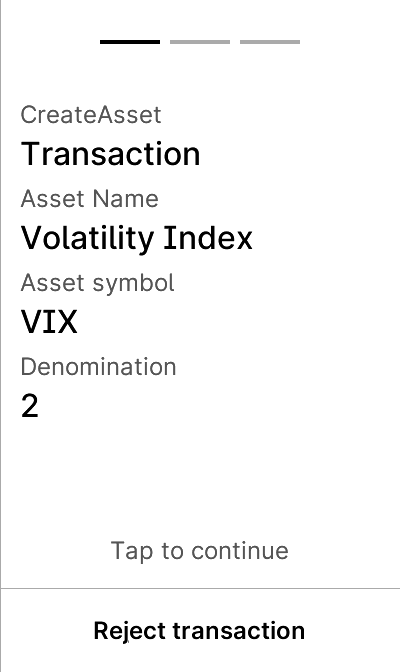 CreateAsset
Transaction
Asset Name
Volatility Index
Asset symbol
VIX
Denomination
2
Tap to continue
Reject transaction